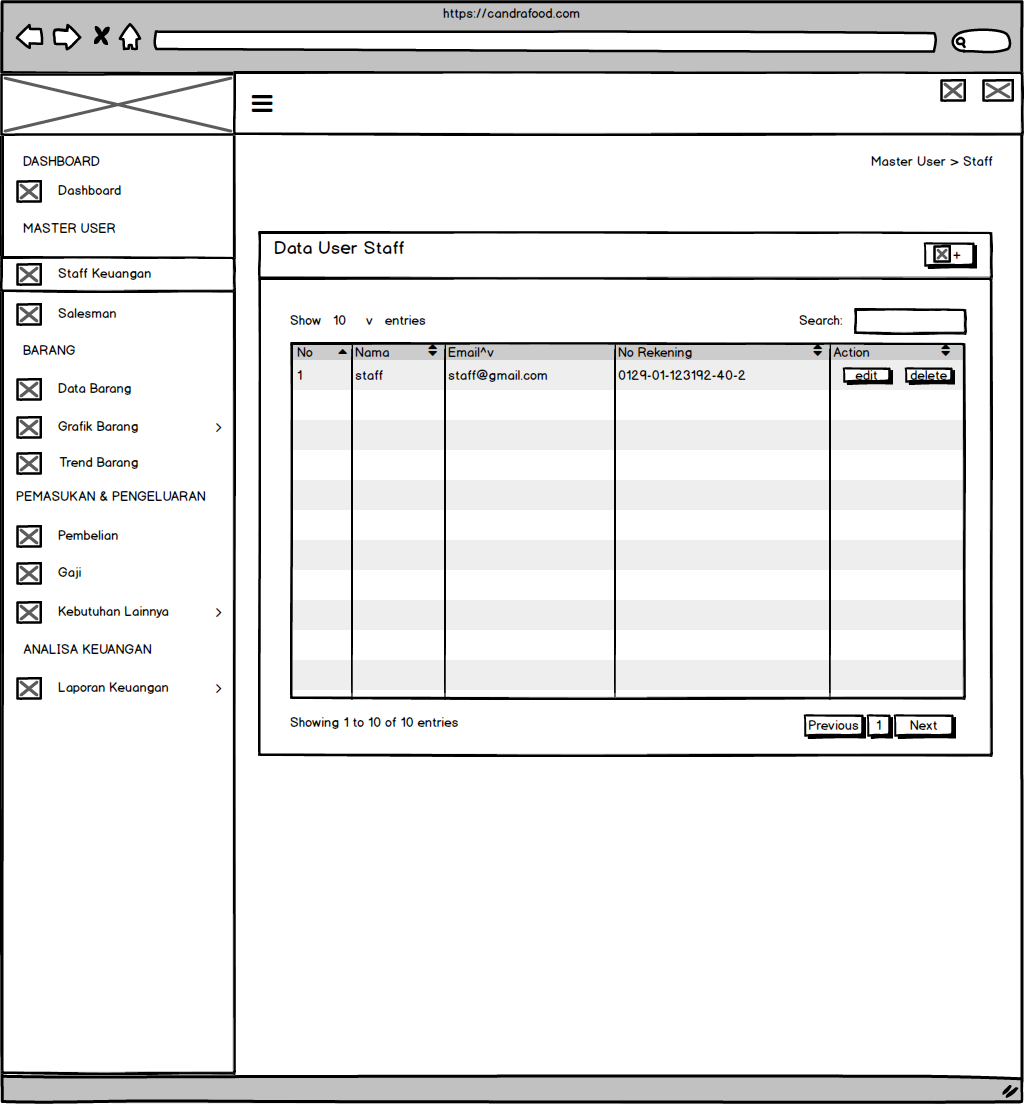 https://candrafood.com
DASHBOARD
Dashboard
MASTER USER
Staff Keuangan
Salesman
BARANG
Data Barang
Grafik Barang >
Trend Barang
PEMASUKAN & PENGELUARAN
Pembelian
Gaji
Kebutuhan Lainnya >
ANALISA KEUANGAN
Laporan Keuangan >
Master User > Staff
Data User Staff
+
Show 10 v entries
Search:
No Nama Email^v No Rekening Action
1 staff staff@gmail.com 0129-01-123192-40-2 edit delete
Showing 1 to 10 of 10 entries
Previous 1 Next